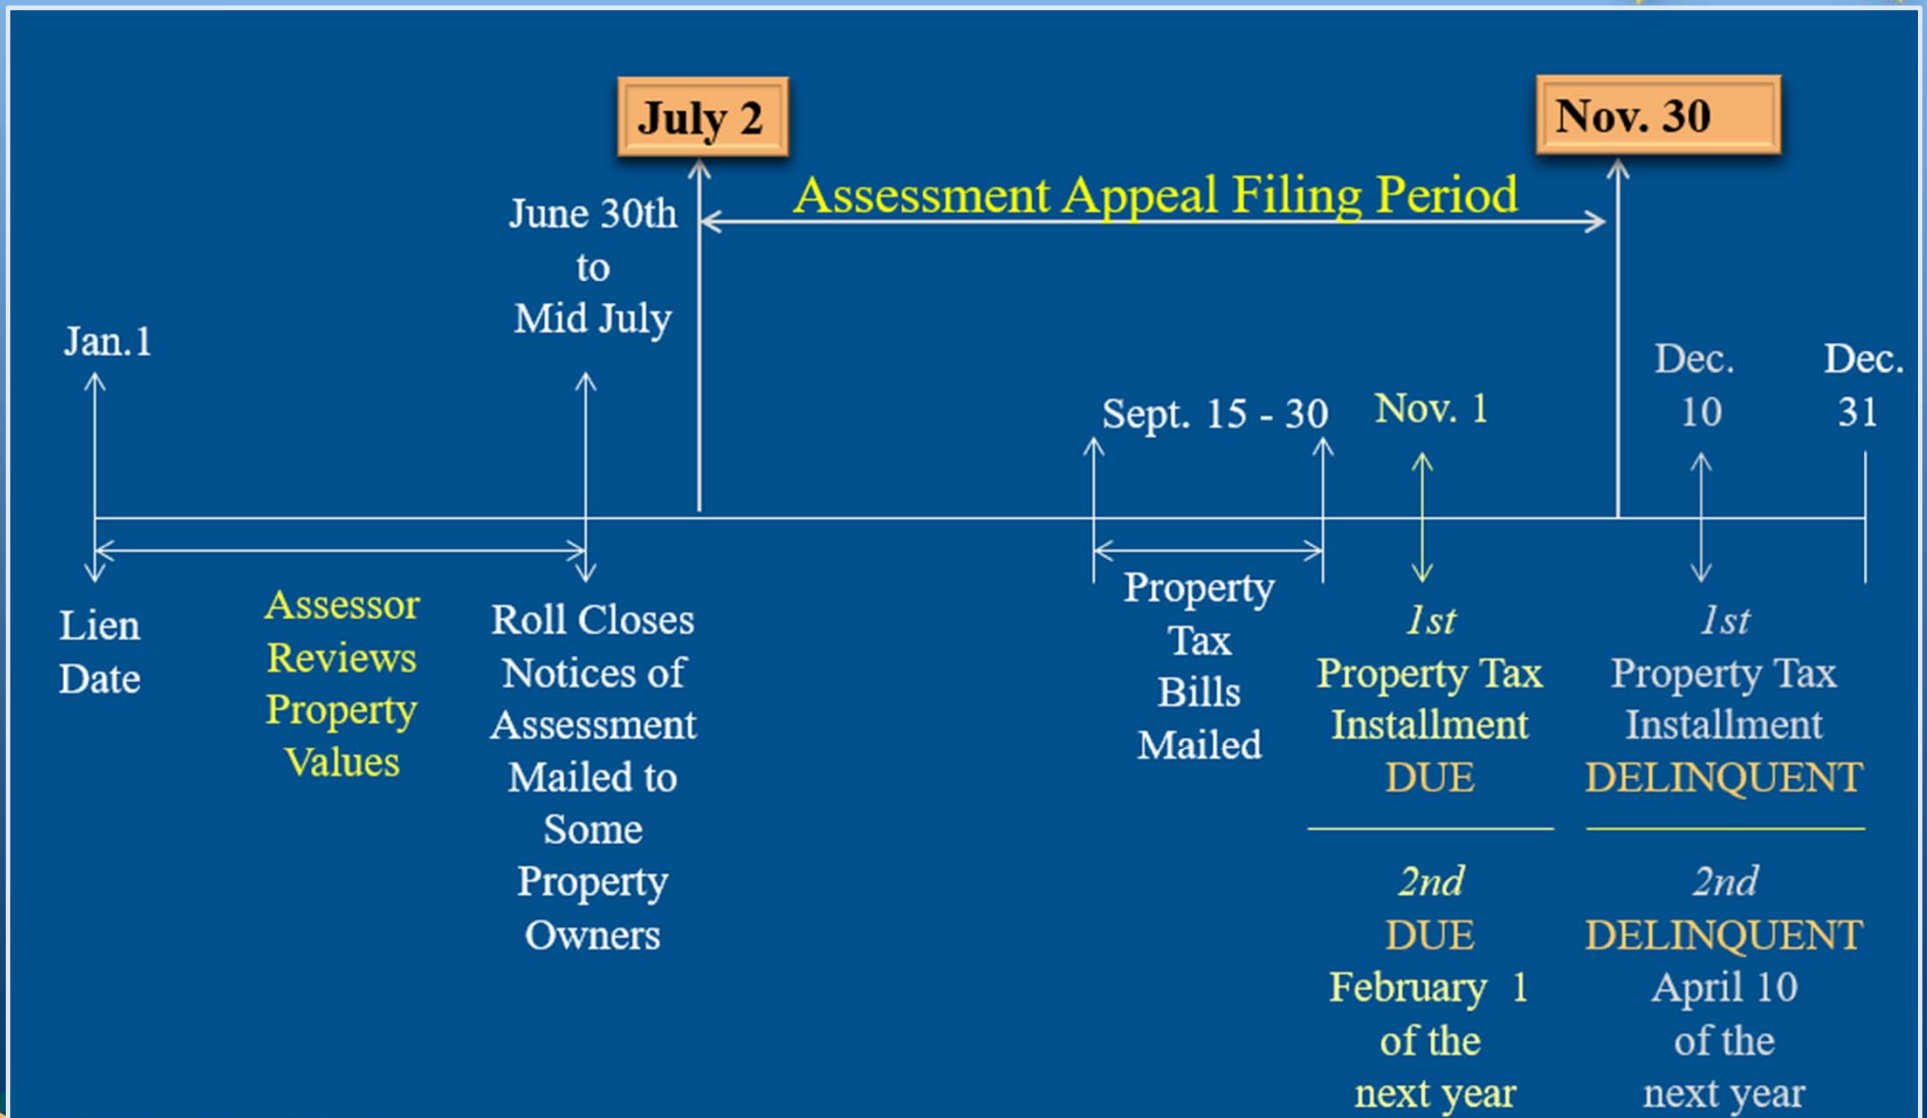 July 2
Nov. 30
Assessment Appeal Filing Period
June 30th
to
Mid July
Jan.1
Sept. 15 - 30
Nov. 1
Dec.
10
Dec.
31
Lien
Date
Assessor
Reviews
Property
Values
Roll Closes
Notices of
Assessment
Mailed to
Some
Property
Owners
Property
Tax
Bills
Mailed
1st
Property Tax
Installment
DUE
2nd
DUE
February 1
of the
next year
1st
Property Tax
Installment
DELINQUENT
2nd
DELINQUENT
April 10
of the
next year